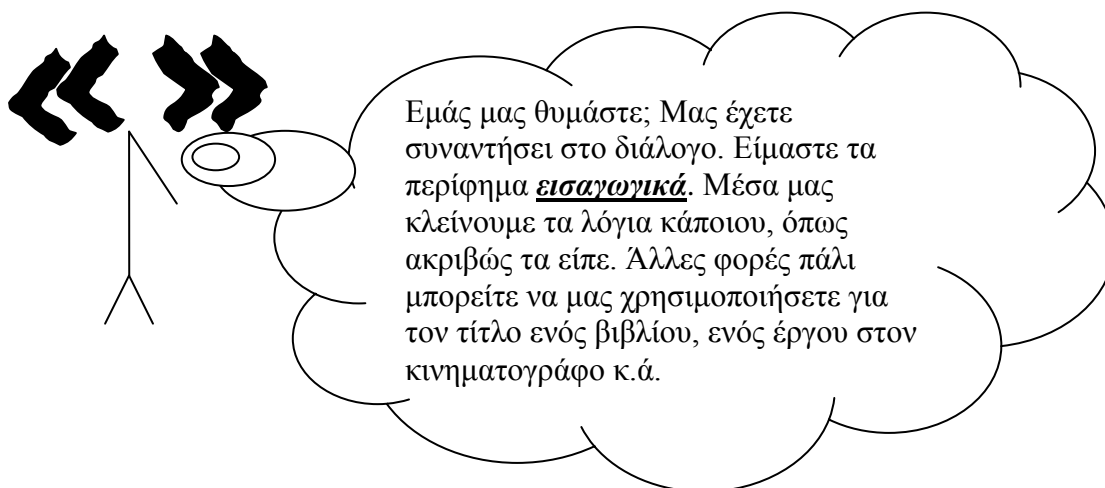 « »
Εμάς μας θυμάστε; Μας έχετε
συναντήσει στο διάλογο. Είμαστε τα
περίφημα εισαγωγικά. Μέσα μας
κλείνουμε τα λόγια κάποιου, όπως
ακριβώς τα είπε. Άλλες φορές πάλι
μπορείτε να μας χρησιμοποιήσετε για
τον τίτλο ενός βιβλίου, ενός έργου στον
κινηματογράφο κ.ά.